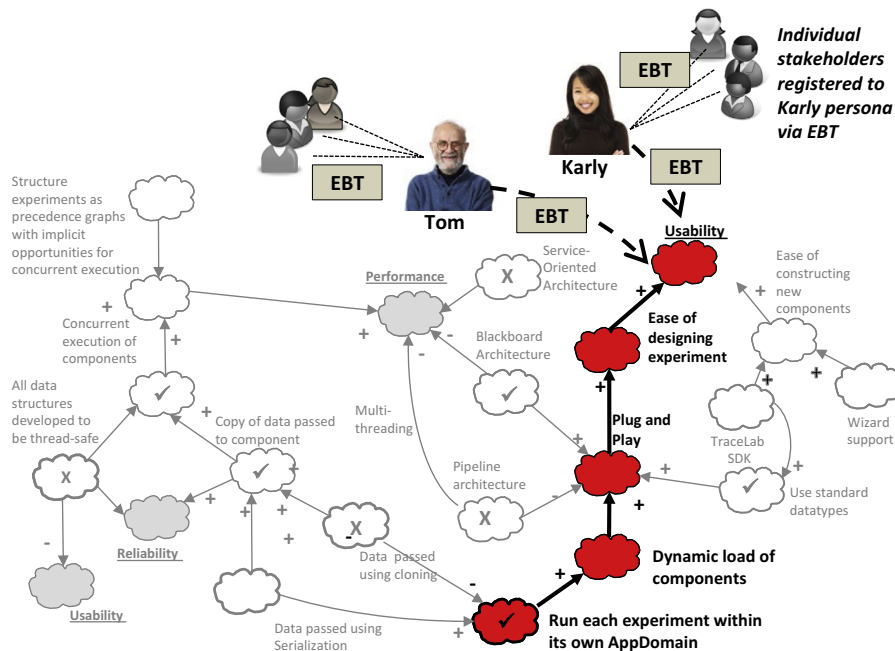 Individual
stakeholders
registered to
Karly persona
via EBT
EBT
EBT
Karly
EBT
Tom
EBT
Usability
Structure
experiments as
precedence graphs
with implicit
opportunities for
concurrent execution
Service-
Oriented
Architecture
X
Ease of
constructing
new
components
Performance
+
Concurrent
execution of
components
+
+
-
-
-
+
+
Ease of
designing
experiment
+
+
+
Blackboard
Architecture
✓
All data
structures
developed to
be thread-safe
✓
+
Copy of data passed
to component
Multi-
threading
+
Plug and
Play
TraceLab
SDK
Wizard
support
X
✓
-
+
+
+
+
+
Pipeline
architecture
X
-
+
+
+
✓
Use standard
datatypes
X
-
-
Reliability
Data passed
using cloning
+
Dynamic load of
components
Usability
-
+
✓
Run each experiment within
its own AppDomain
Data passed using
Serialization
+